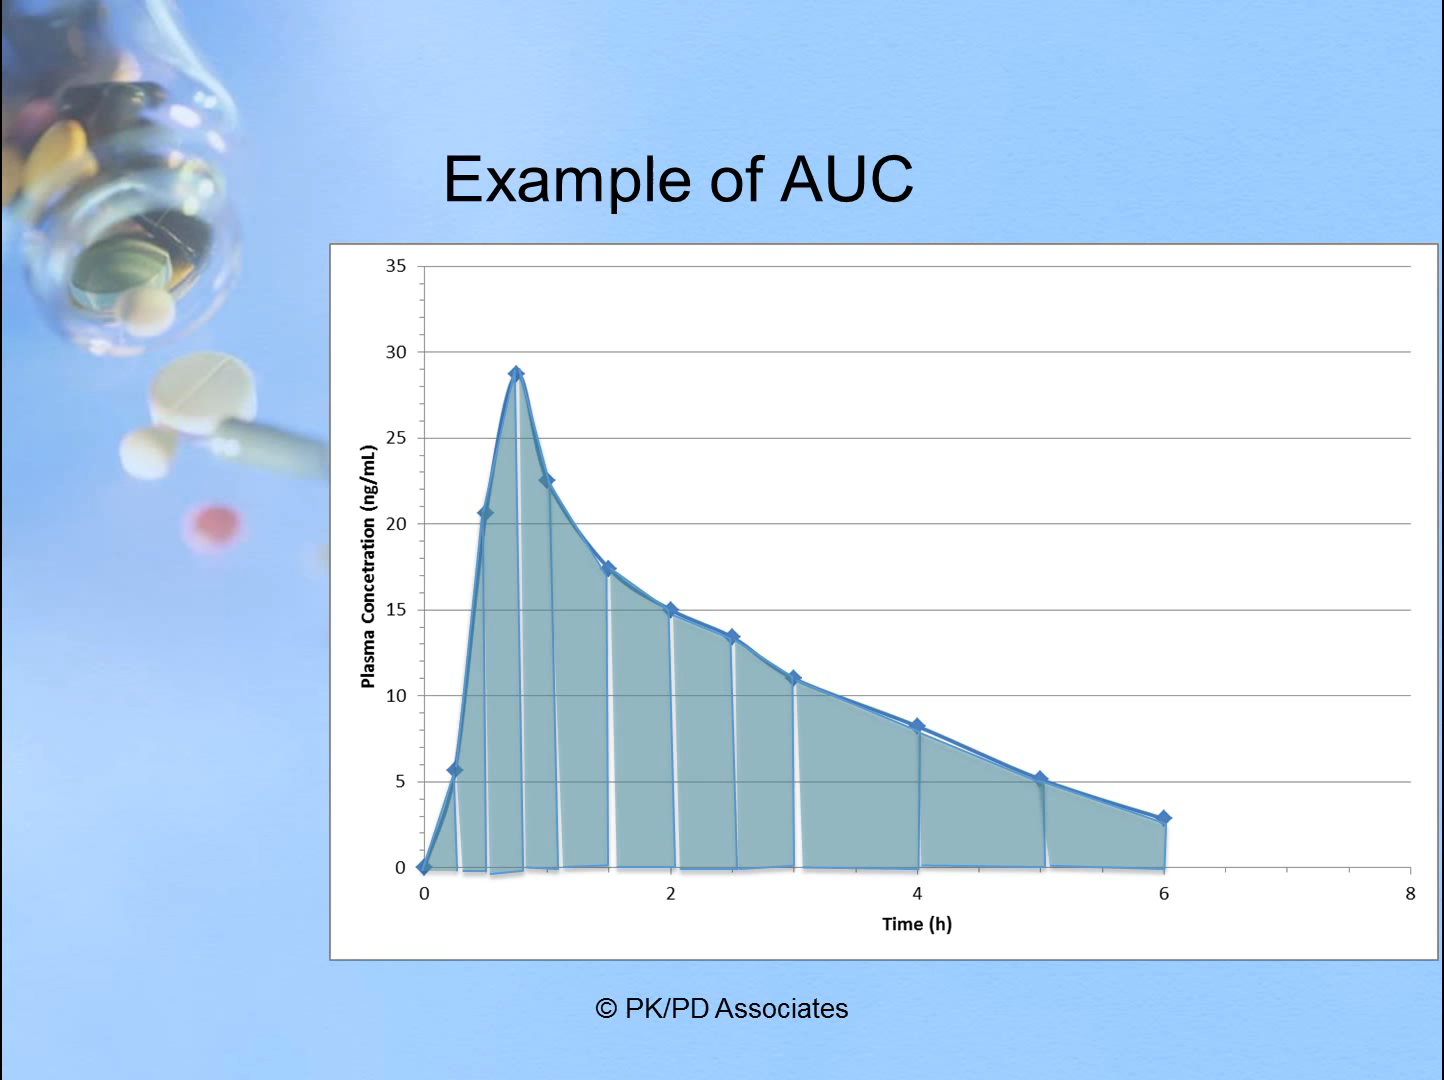 Example of AUC
35
30
25
20
15
10
5
0
Plasma Concetration (ng/mL)
0 2 4 6 8
Time (h)
© PK/PD Associates